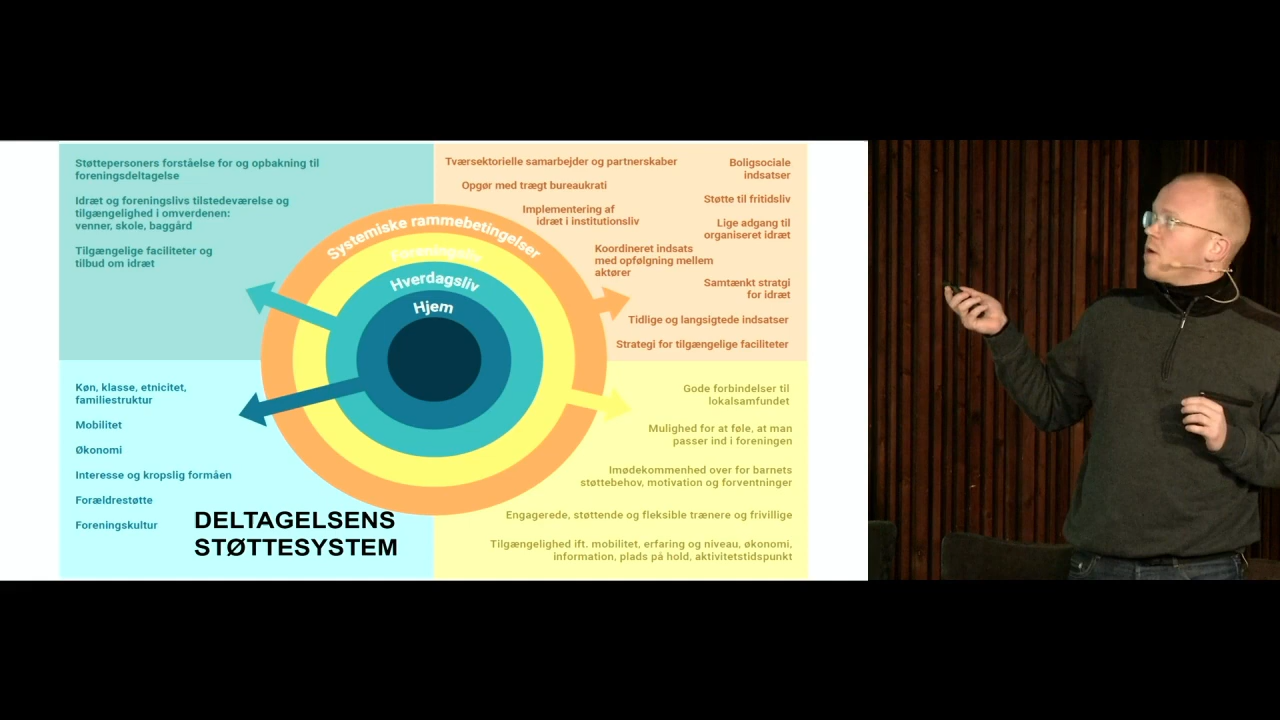 Støttepersoners forståelse for og opbakning til
foreningsdeltagelse
Idræt og foreningslivs tilstedeværelse og
tilgængelighed i omverdenen:
venner, skole, baggård
Tilgængelige faciliteter og
tilbud om idræt
Tværsektorielle samarbejder og partnerskaber
Opgør med trægt bureaukrati
Implementering af
idræt i institutionsliv
Koordineret indsats
med opfølgning mellem
aktører
Boligsociale
indsatser
Støtte til fritidsliv
Lige adgang til
organiseret idræt
Samtænkt stratgi
for idræt
Tidlige og langsigtede indsatser
Strategi for tilgængelige faciliteter
Systemiske rammebetingelser
Foreningsliv
Hverdagsliv
Hjem
Køn, klasse, etnicitet,
familiestruktur
Mobilitet
Økonomi
Interesse og kropslig formåen
Forældrestøtte
Foreningskultur
DELTAGELSENS
STØTTESYSTEM
Gode forbindelser til
lokalsamfundet
Mulighed for at føle, at man
passer ind i foreningen
Imødekommenhed over for barnets
støttebehov, motivation og forventninger
Engagerede, støttende og fleksible trænere og frivillige
Tilgængelighed ift. mobilitet, erfaring og niveau, økonomi,
information, plads på hold, aktivitetstidspunkt